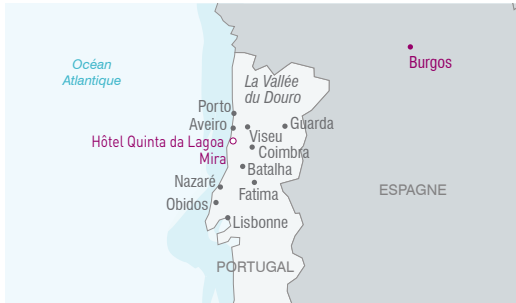 Océan
Atlantique
Burgos
La Vallée
du Douro
Porto
Aveiro
Guarda
Viseu
Hôtel Quinta da Lagoa
Mira
Coimbra
Batalha
Nazaré
Fatima
ESPAGNE
Obidos
Lisbonne
PORTUGAL